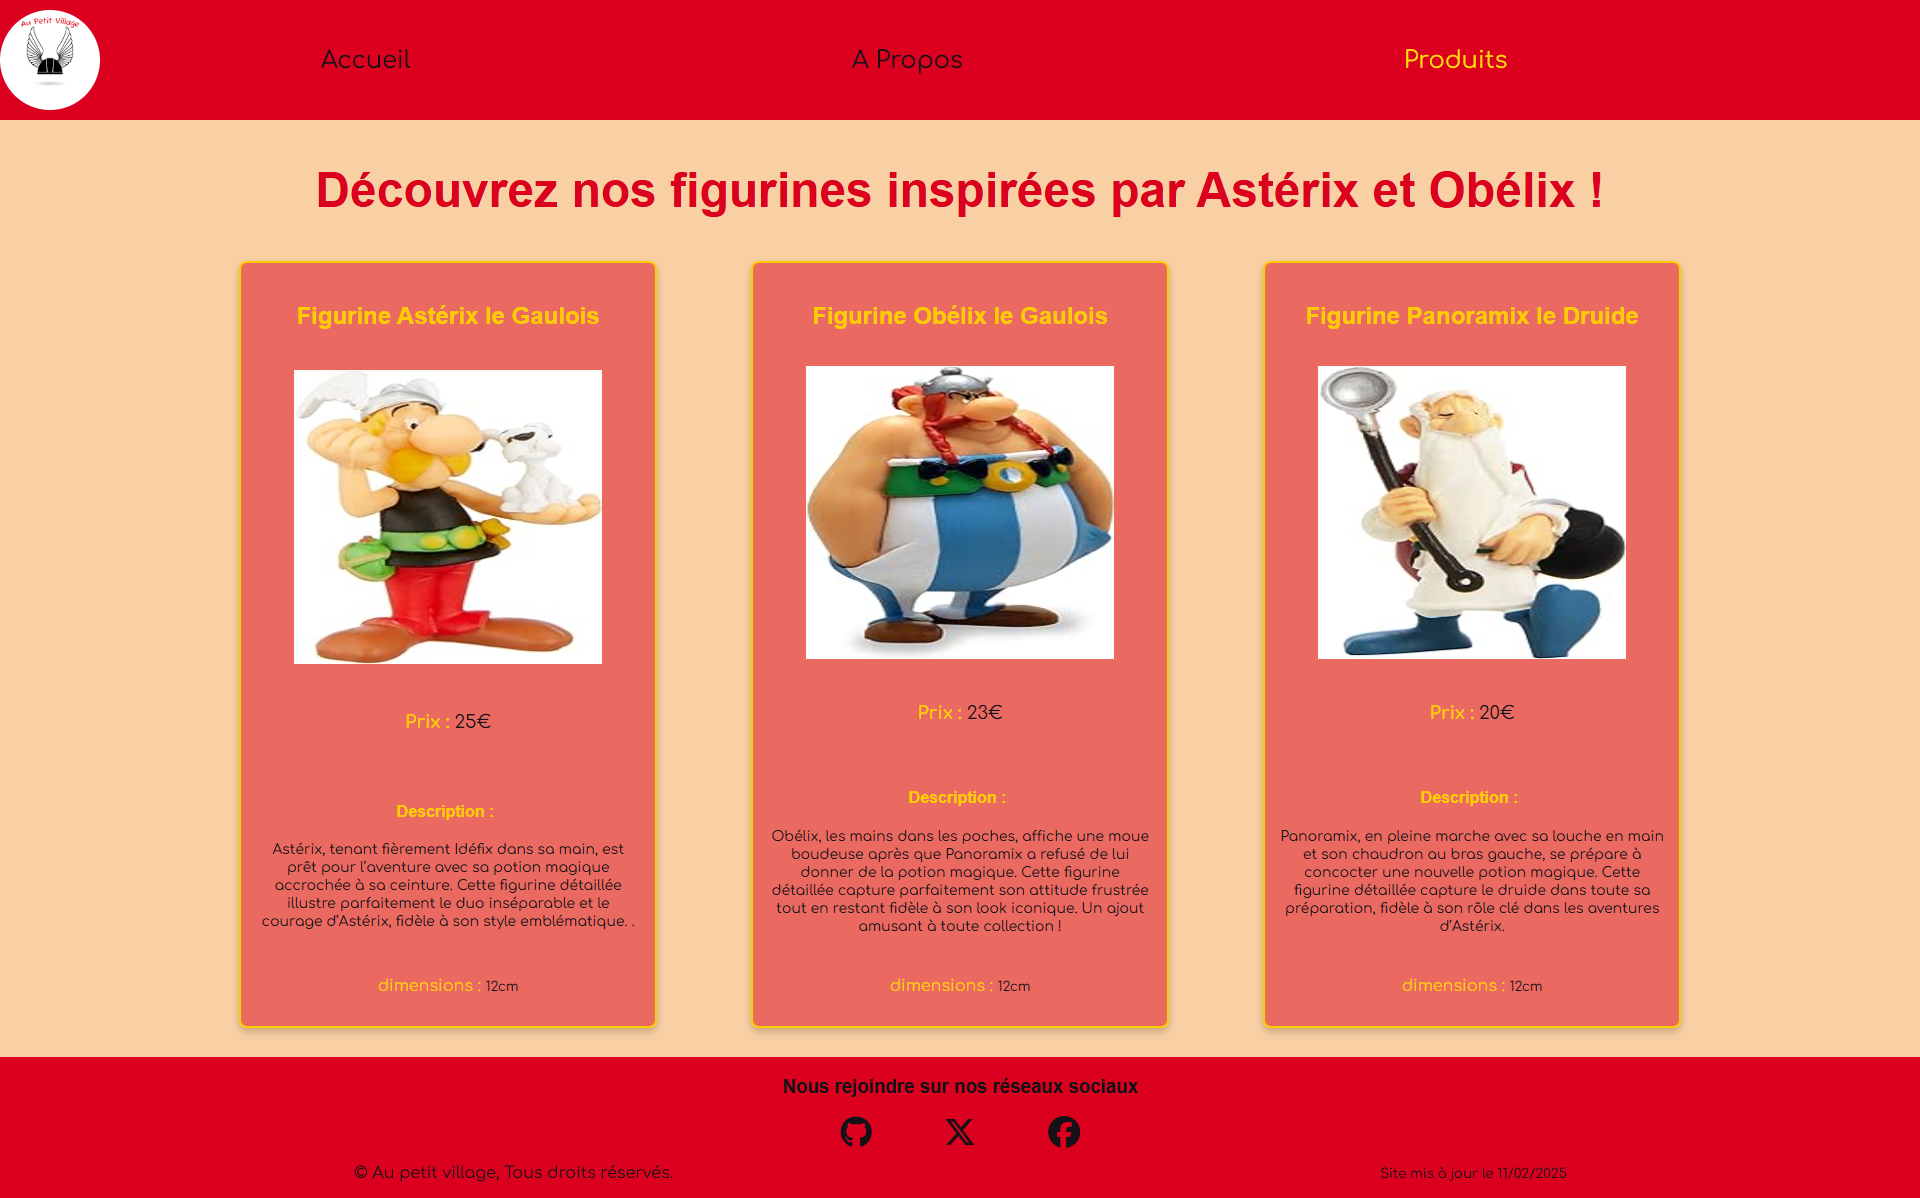 Au Petit Village
Accueil
A Propos
Produits
Découvrez nos figurines inspirées par Astérix et Obélix !
Figurine Astérix le Gaulois
Prix : 25€
Description :
Astérix, tenant fièrement Idéfix dans sa main, est
prêt pour l'aventure avec sa potion magique
accrochée à sa ceinture. Cette figurine détaillée
illustre parfaitement le duo inséparable et le
courage d'Astérix, fidèle à son style emblématique. .
dimensions : 12cm
Figurine Obélix le Gaulois
Prix : 23€
Description :
Obélix, les mains dans les poches, affiche une moue
boudeuse après que Panoramix a refusé de lui
donner de la potion magique. Cette figurine
détaillée capture parfaitement son attitude frustrée
tout en restant fidèle à son look iconique. Un ajout
amusant à toute collection !
dimensions : 12cm
Figurine Panoramix le Druide
Prix : 20€
Description :
Panoramix, en pleine marche avec sa louche en main
et son chaudron au bras gauche, se prépare à
concocter une nouvelle potion magique. Cette
figurine détaillée capture le druide dans toute sa
préparation, fidèle à son rôle clé dans les aventures
d'Astérix.
dimensions : 12cm
Nous rejoindre sur nos réseaux sociaux
© Au petit village, Tous droits réservés.
Site mis à jour le 11/02/2025